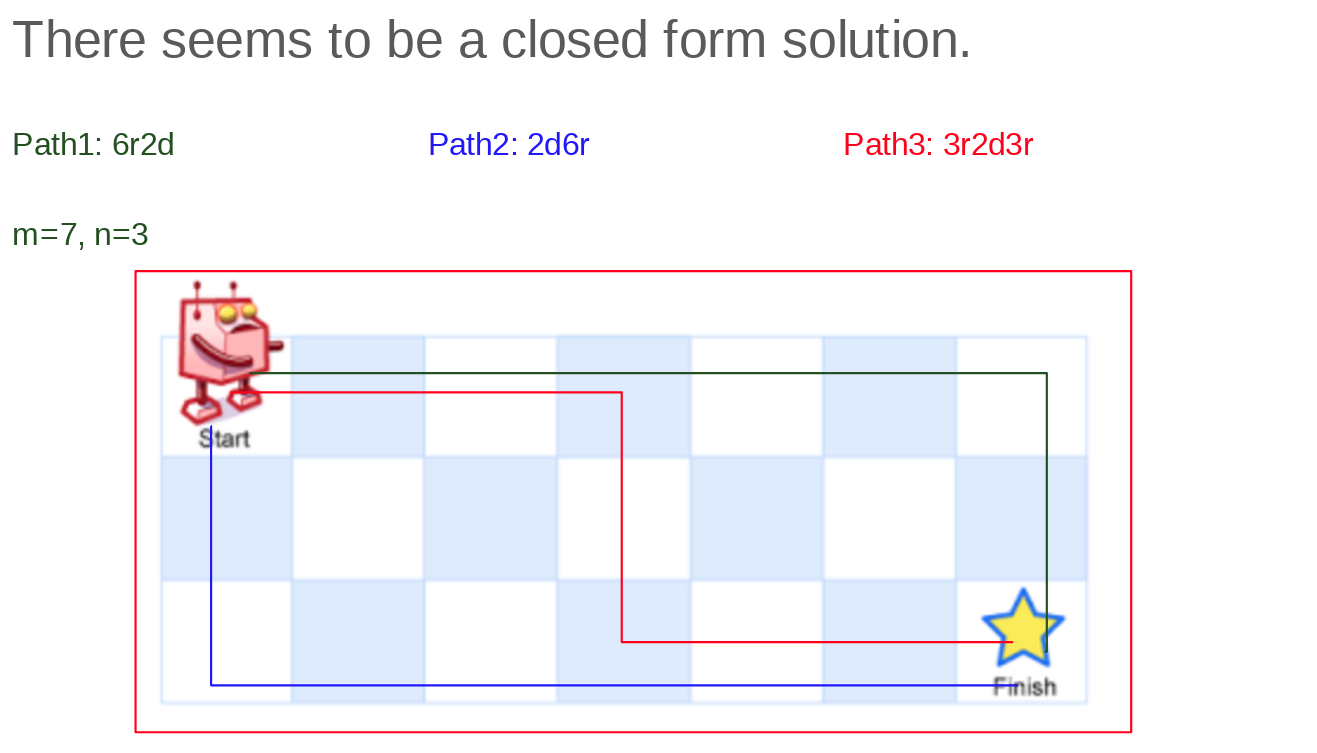 There seems to be a closed form solution.
Path1: 6r2d
Path2: 2d6r
Path3: 3r2d3r
m=7, n=3
Start
Finish